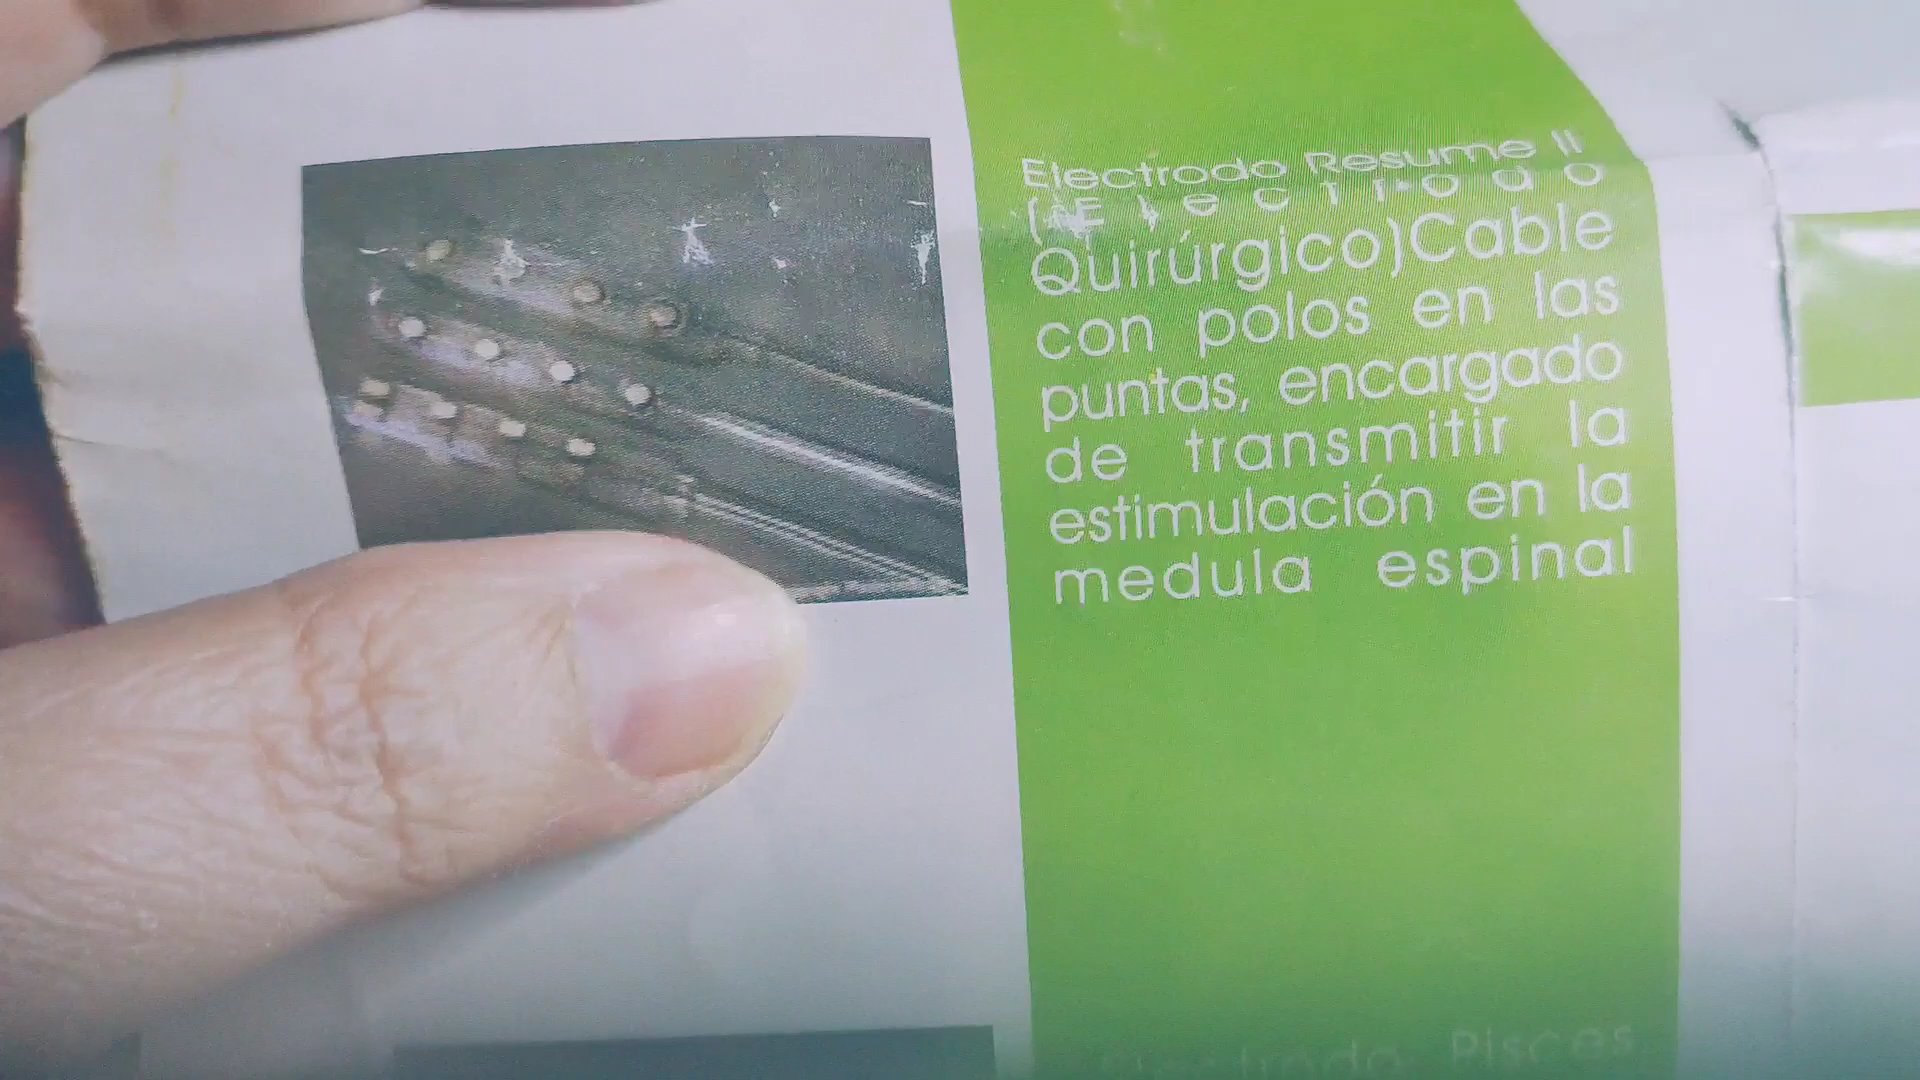 Electrodo Resume II
(Electrodo
Quirúrgico)Cable
con polos en las
puntas, encargado
de transmitir la
estimulación en la
medula espinal
Pisces